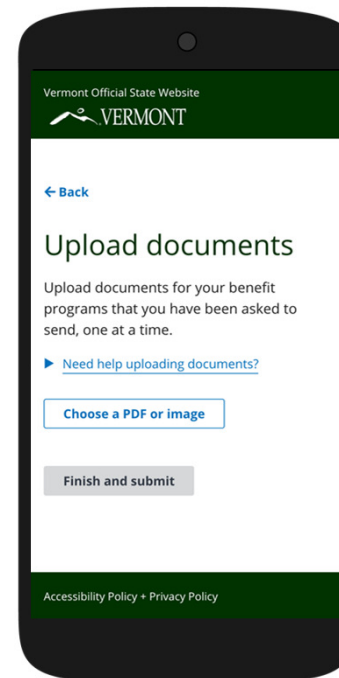 Vermont Official State Website
VERMONT
← Back
Upload documents
Upload documents for your benefit
programs that you have been asked to
send, one at a time.
Need help uploading documents?
Choose a PDF or image
Finish and submit
Accessibility Policy + Privacy Policy